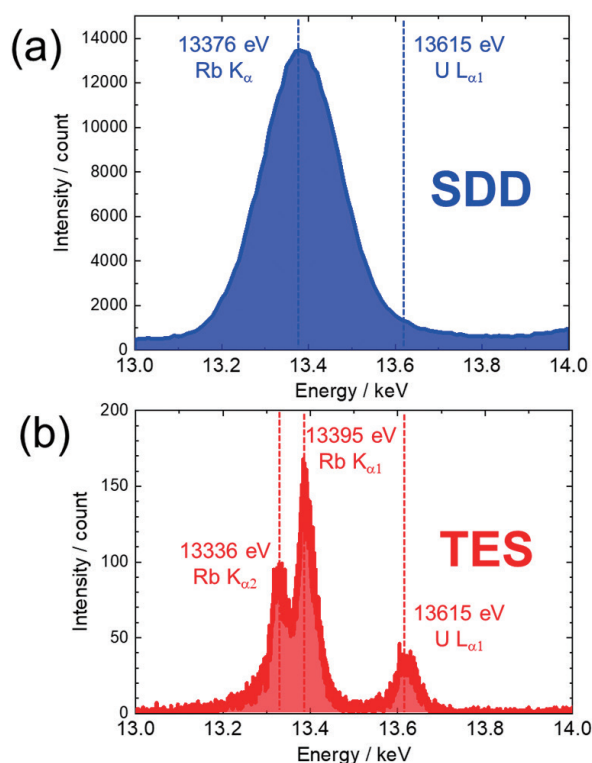 (a)
14000
12000
10000
8000
6000
4000
2000
0
Intensity / count
13376 eV
Rb Kα
13615 eV
U Lα1
SDD
13.0 13.2 13.4 13.6 13.8 14.0
Energy / keV
(b)
200
150
100
50
0
Intensity / count
13395 eV
Rb Kα1
13336 eV
Rb Kα2
TES
13615 eV
U Lα1
13.0 13.2 13.4 13.6 13.8 14.0
Energy / keV